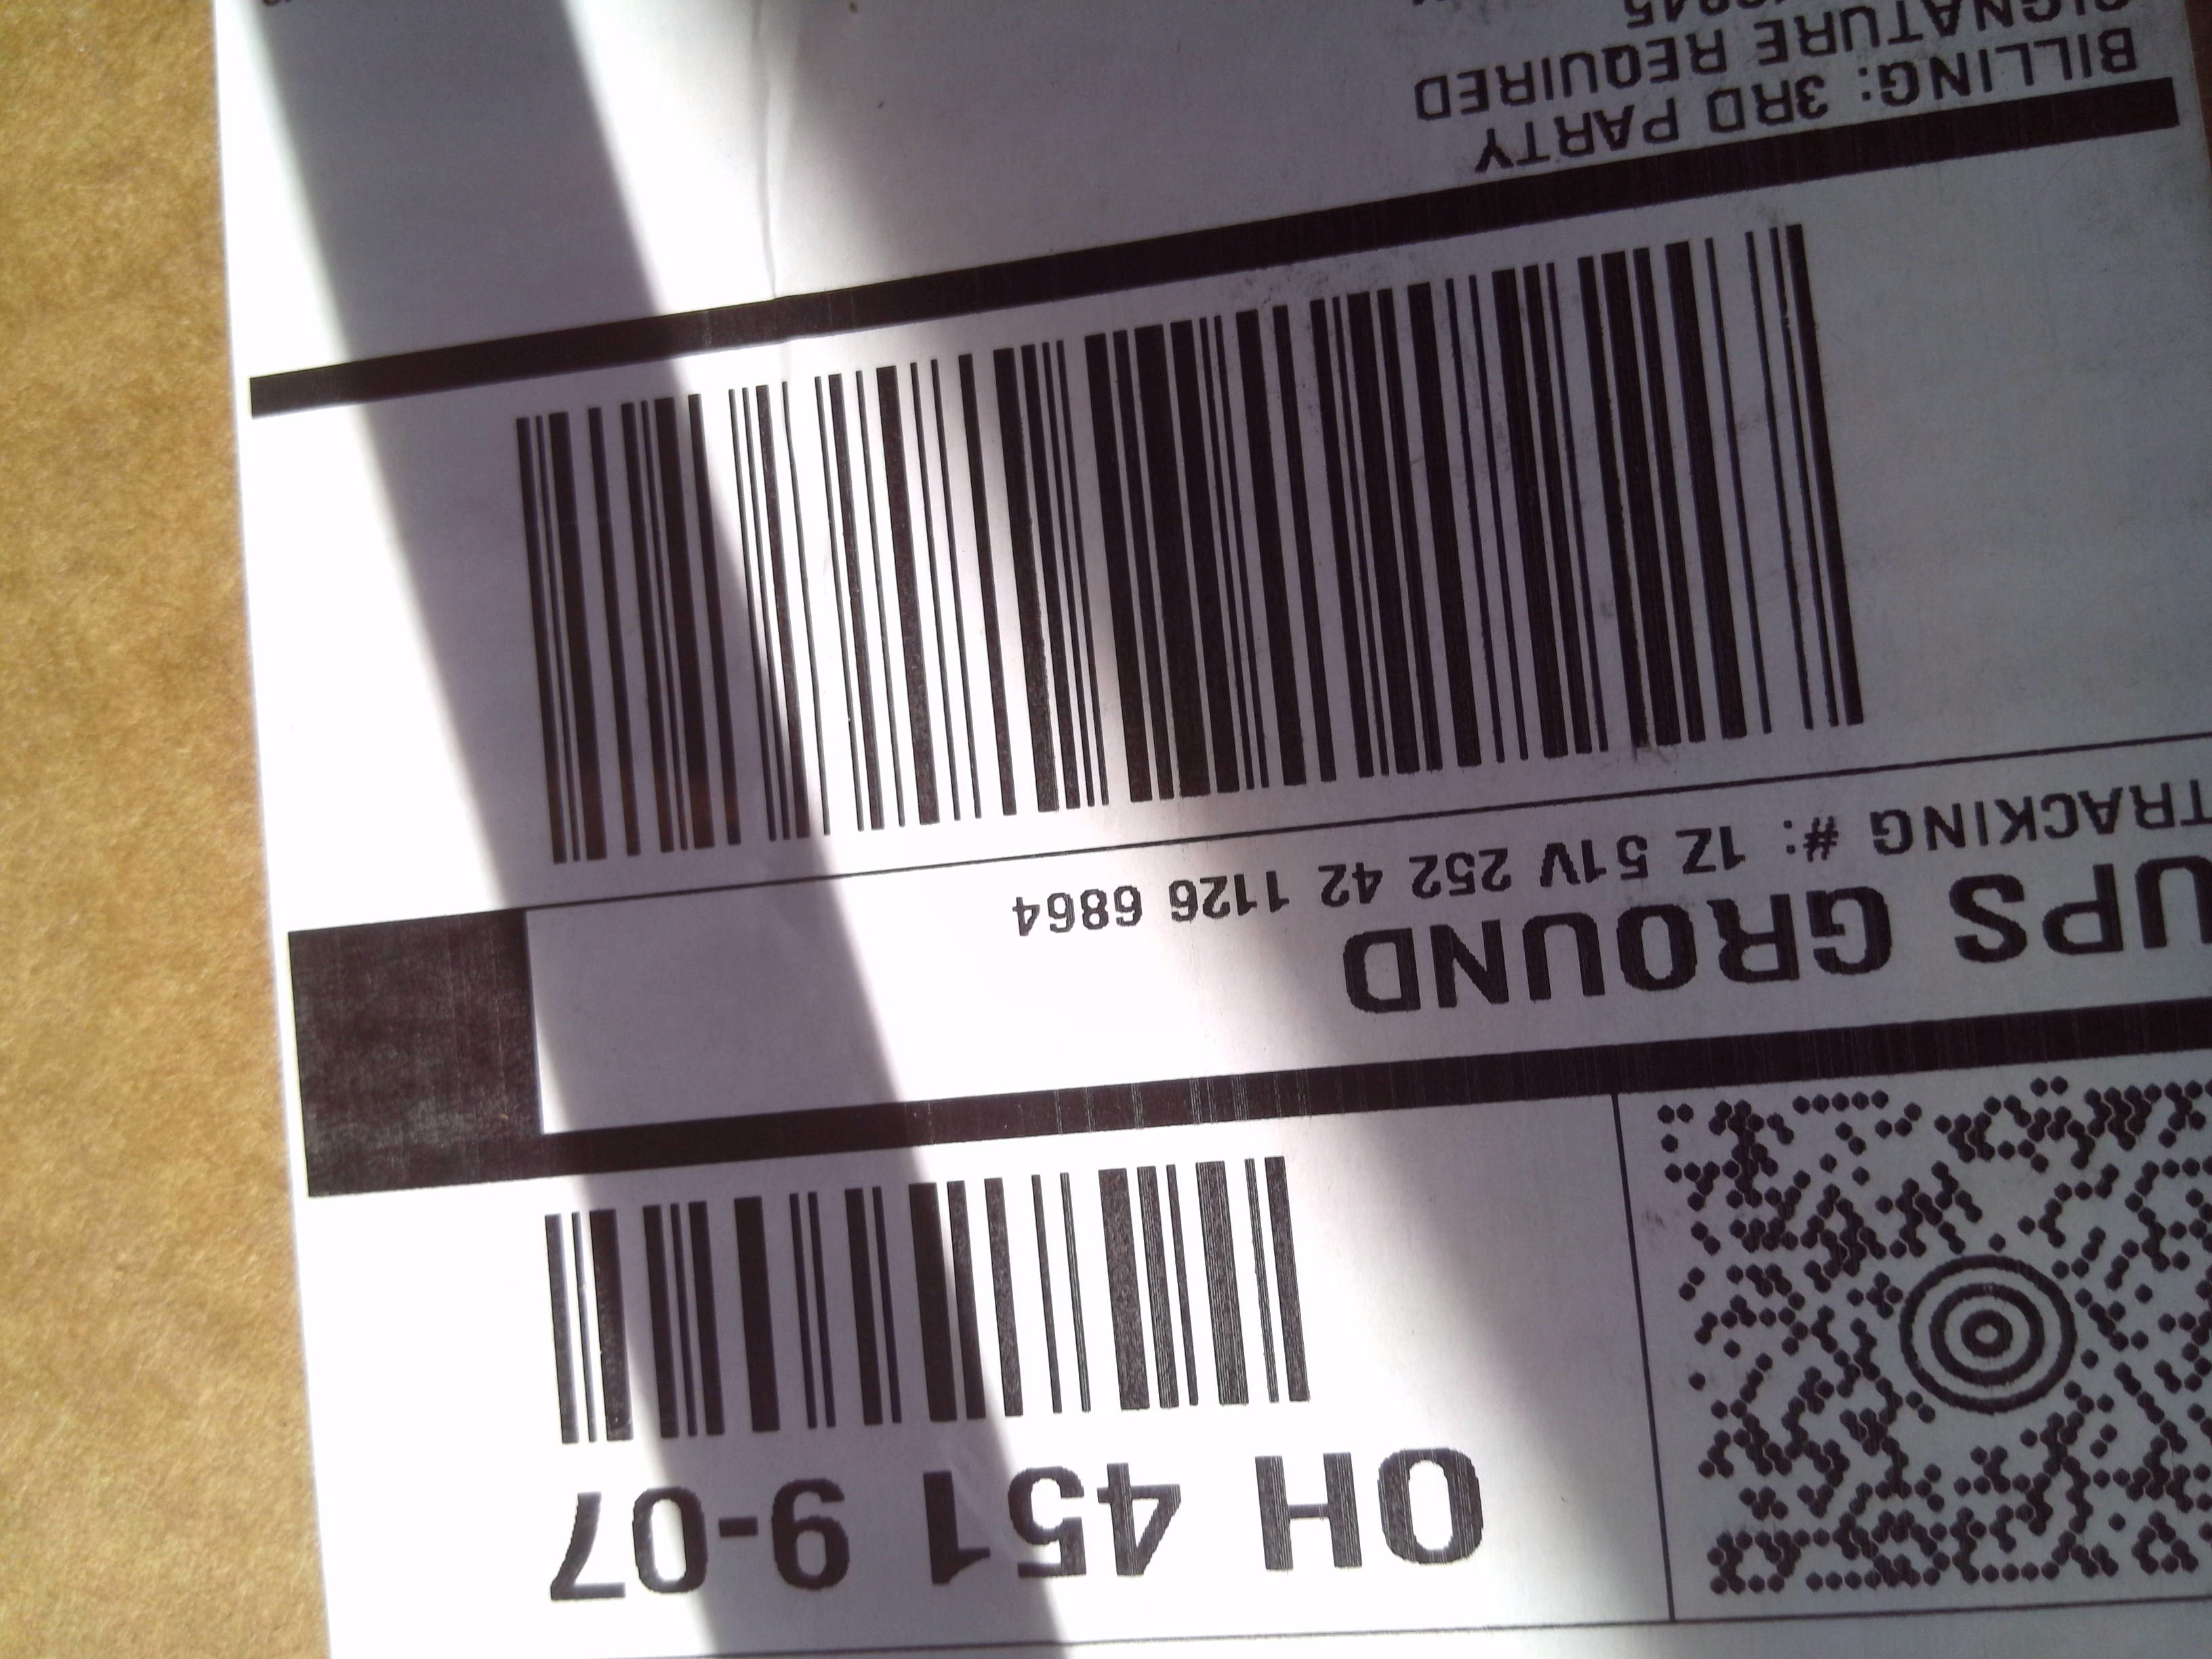 OH 451 9-07
UPS GROUND
TRACKING #: 1Z 51V 252 42 1126 6864
BILLING: 3RD PARTY
SIGNATURE REQUIRED